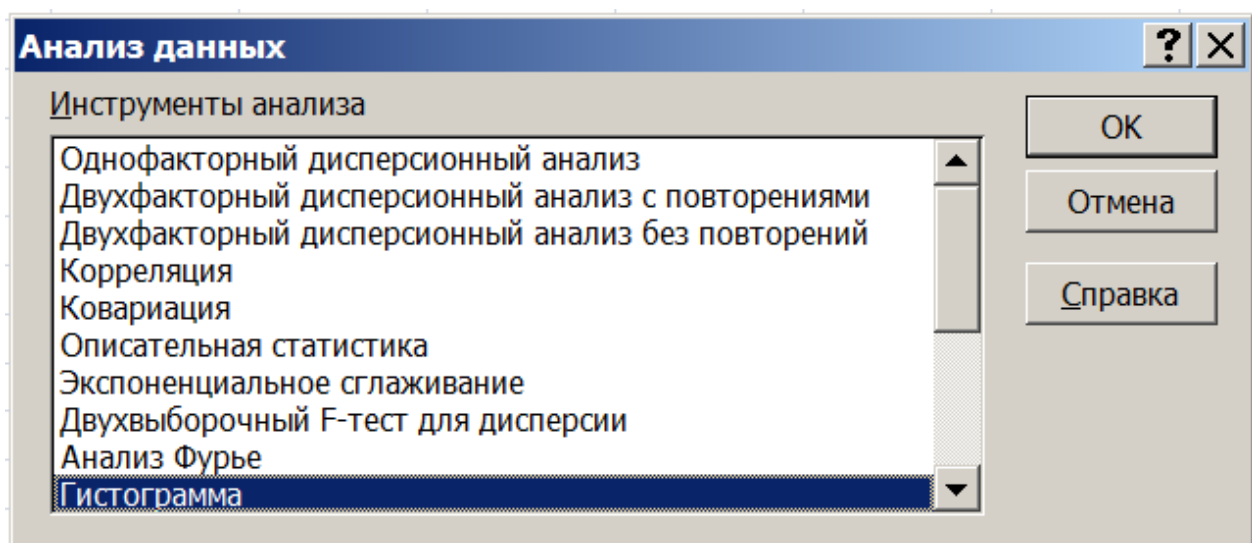 Анализ данных
Инструменты анализа
Однофакторный дисперсионный анализ
Двухфакторный дисперсионный анализ с повторениями
Двухфакторный дисперсионный анализ без повторений
Корреляция
Ковариация
Описательная статистика
Экспоненциальное сглаживание
Двухвыборочный F-тест для дисперсии
Анализ Фурье
Гистограмма
OK
Отмена
Справка